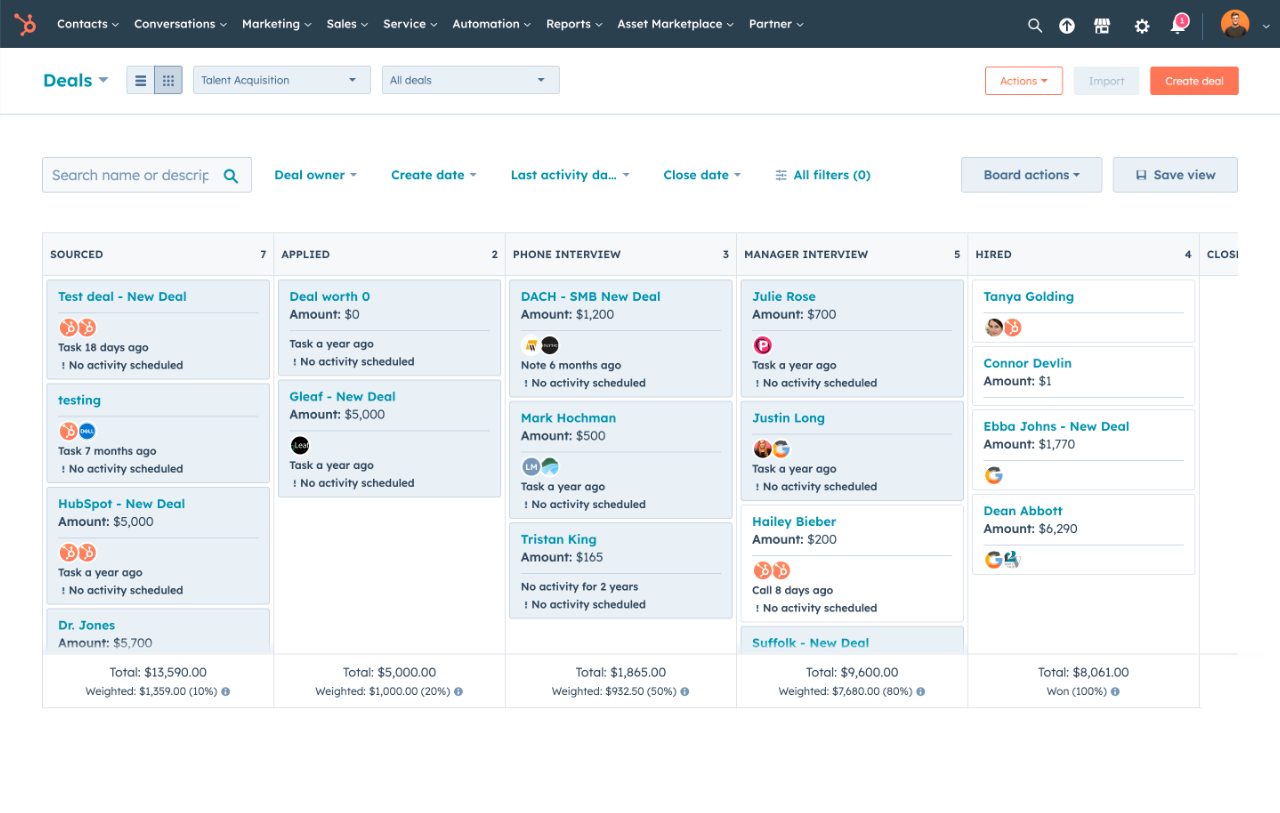 Contacts Conversations Marketing Sales Service Automation Reports Asset Marketplace Partner 1
Deals Talent Acquisition All deals Actions Import Create deal
Search name or descrip Deal owner Create date Last activity da... Close date All filters (0) Board actions Save view
SOURCED 7 APPLIED 2 PHONE INTERVIEW 3 MANAGER INTERVIEW 5 HIRED 4
Test deal - New Deal
Task 18 days ago
! No activity scheduled
testing
DELL
Task 7 months ago
! No activity scheduled
HubSpot - New Deal
Amount: $5,000
Task a year ago
! No activity scheduled
Dr. Jones
Amount: $5,700
Total: $13,590.00
Weighted: $1,359.00 (10%)
Deal worth 0
Amount: $0
Task a year ago
! No activity scheduled
Gleaf - New Deal
Amount: $5,000
Task a year ago
! No activity scheduled
Total: $5,000.00
Weighted: $1,000.00 (20%)
DACH - SMB New Deal
Amount: $1,200
Note 6 months ago
! No activity scheduled
Mark Hochman
Amount: $500
LM
Task a year ago
! No activity scheduled
Tristan King
Amount: $165
No activity for 2 years
! No activity scheduled
Total: $1,865.00
Weighted: $932.50 (50%)
Julie Rose
Amount: $700
Task a year ago
! No activity scheduled
Justin Long
G
Task a year ago
! No activity scheduled
Hailey Bieber
Amount: $200
Call 8 days ago
! No activity scheduled
Suffolk - New Deal
Total: $9,600.00
Weighted: $7,680.00 (80%)
Tanya Golding
Connor Devlin
Amount: $1
Ebba Johns - New Deal
Amount: $1,770
G
Dean Abbott
Amount: $6,290
G
Total: $8,061.00
Won (100%)